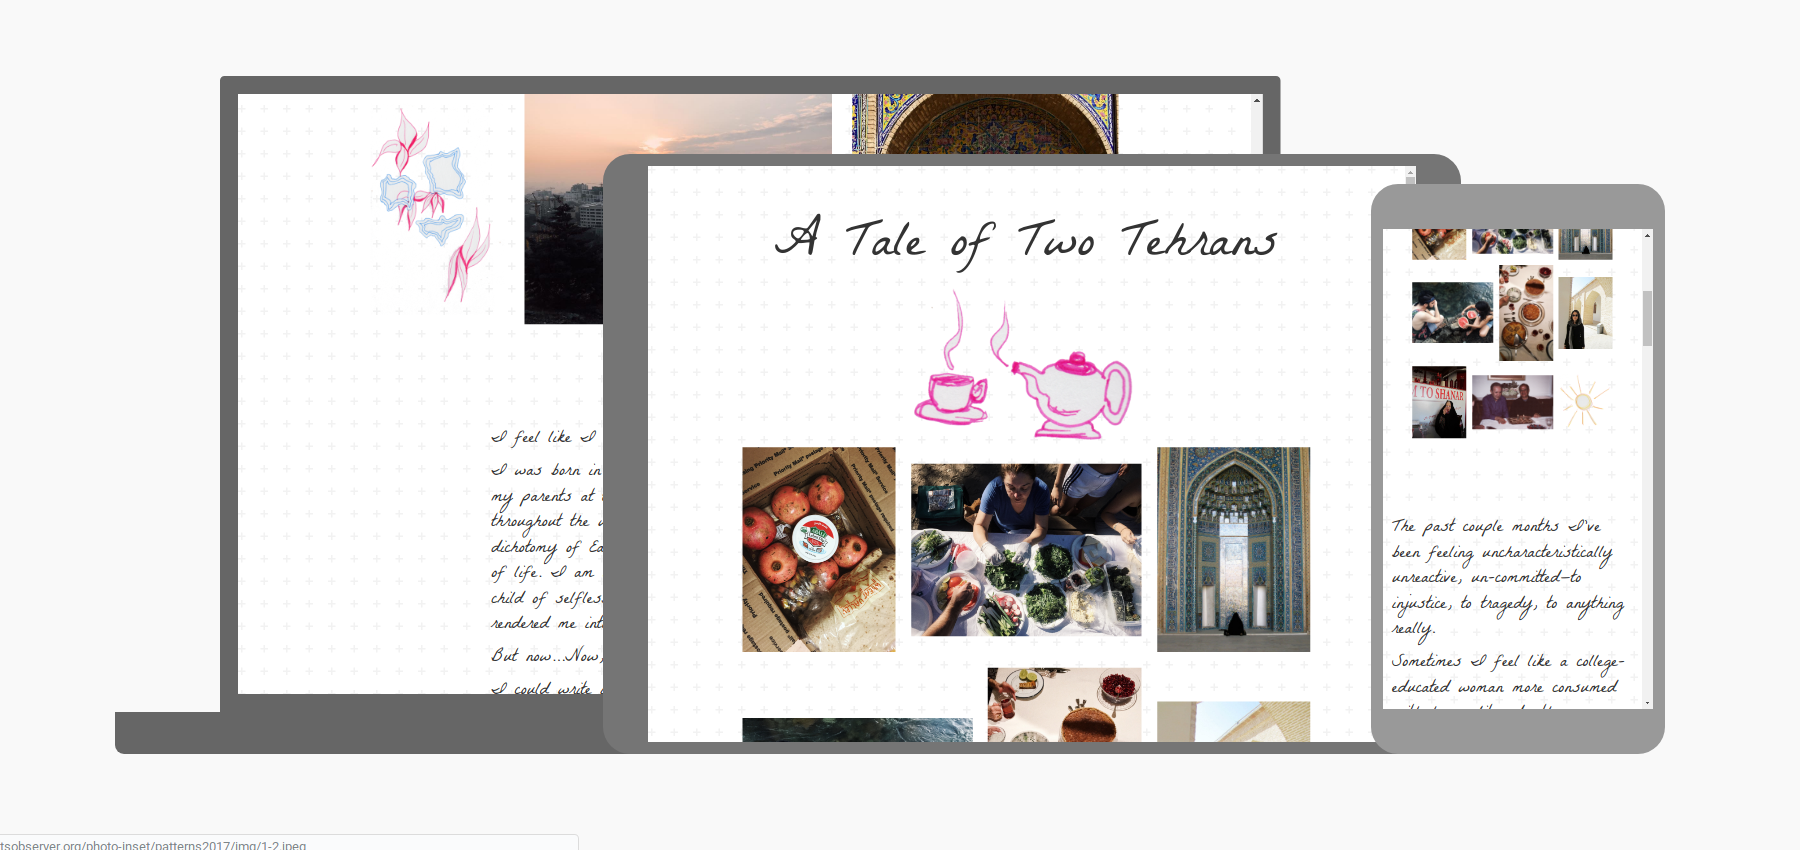 A Tale of Two Tehrans
I feel like I
I was born in
my parents at
throughout the
dichotomy of Ea
of life. I am
child of selfles
rendered me int
But now...Now,
I could write
M TO SHANAR
The past couple months I've
been feeling uncharacteristically
unreactive, un-committed—to
injustice, to tragedy, to anything
really.
Sometimes I feel like a college-
educated woman more consumed
tsobserver.org/photo-inset/patterns2017/img/1-2.jpeg